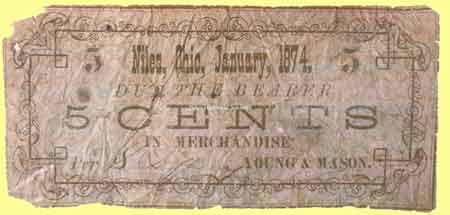 5 Niles, Ohio, January, 1874. 5
DUE THE BEARER
5 CENTS
IN MERCHANDISE
YOUNG & MASON.